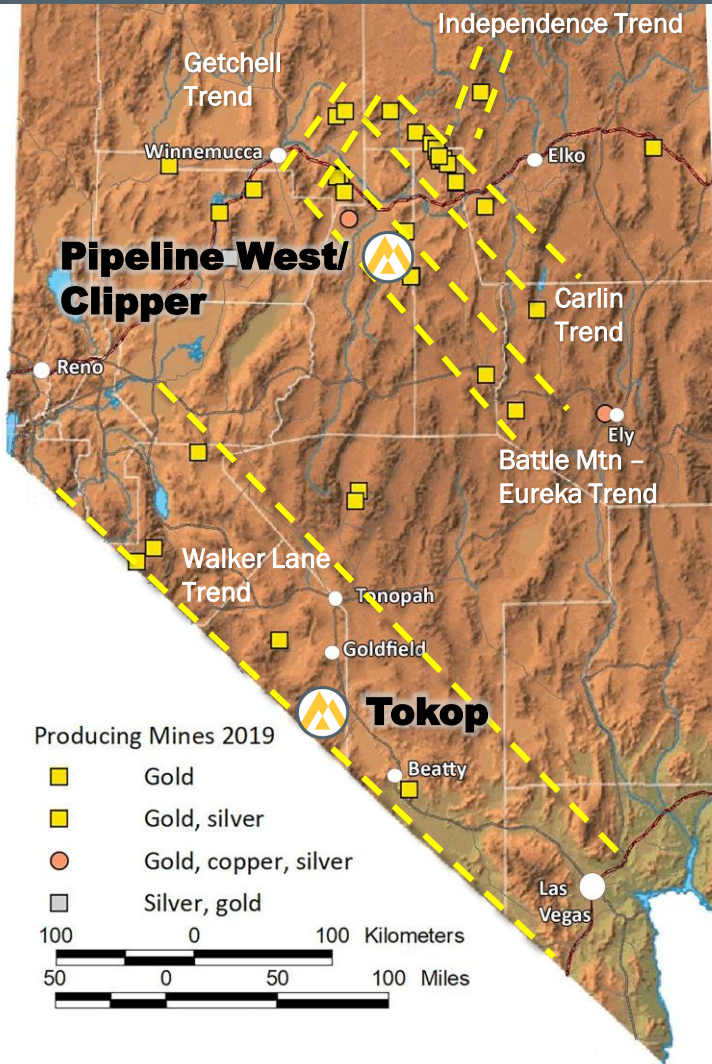 Independence Trend
Getchell
Trend
Winnemucca
Elko
Pipeline West/
Clipper
Carlin
Trend
Reno
Ely
Battle Mtn –
Eureka Trend
Walker Lane
Trend
Tonopah
Goldfield
Tokop
Beatty
Las
Vegas
Producing Mines 2019
Gold
Gold, silver
Gold, copper, silver
Silver, gold
100 0 100 Kilometers
50 0 50 100 Miles